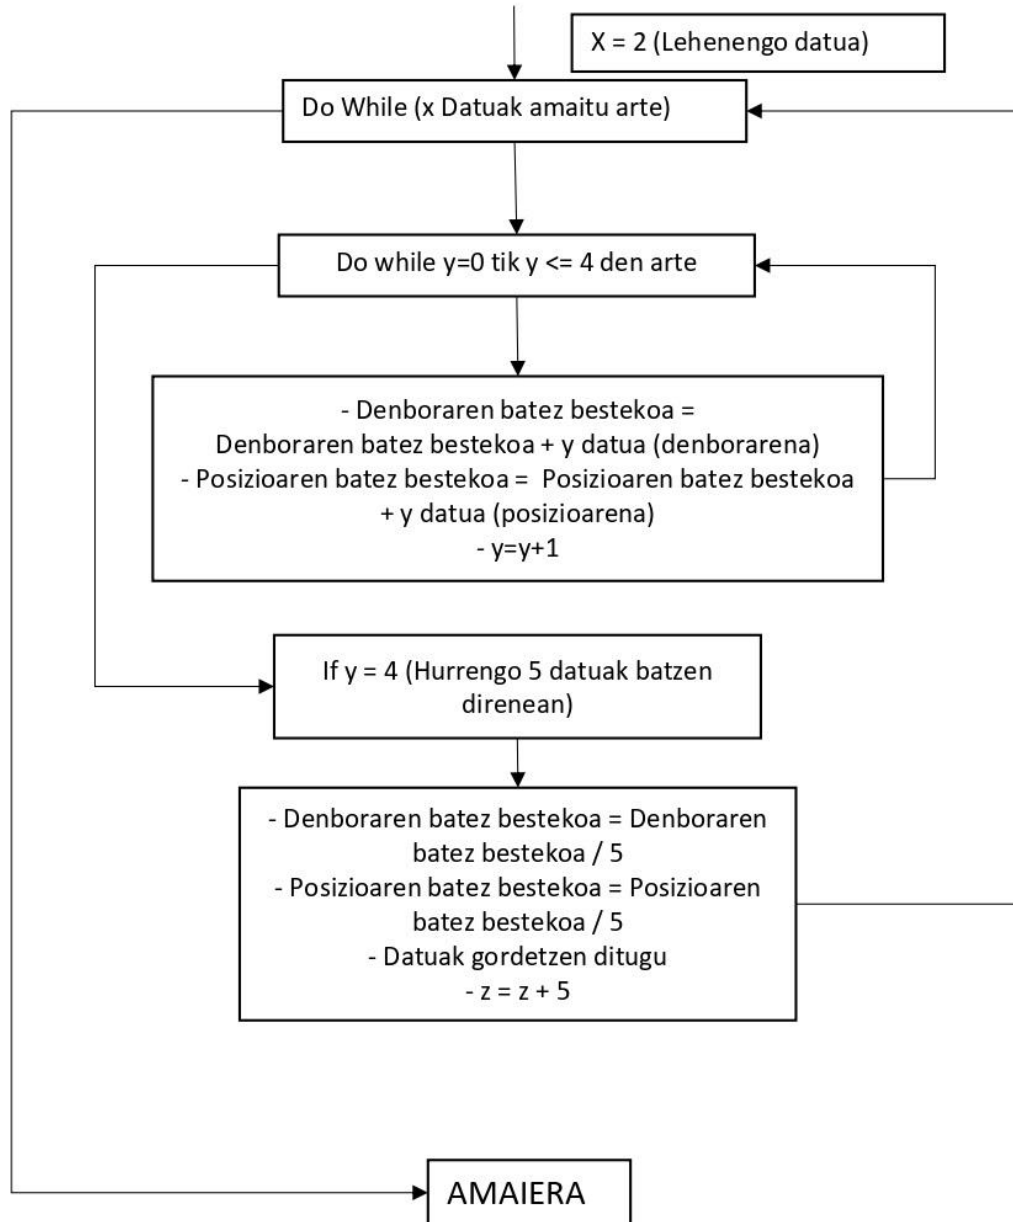 X = 2 (Lehenengo datua)
Do While (x Datuak amaitu arte)
Do while y=0 tik y <= 4 den arte
- Denboraren batez bestekoa =
Denboraren batez bestekoa + y datua (denborarena)
- Posizioaren batez bestekoa = Posizioaren batez bestekoa
+ y datua (posizioarena)
- y=y+1
If y = 4 (Hurrengo 5 datuak batzen
direnean)
- Denboraren batez bestekoa = Denboraren
batez bestekoa / 5
- Posizioaren batez bestekoa = Posizioaren
batez bestekoa / 5
- Datuak gordetzen ditugu
- z = z + 5
AMAIERA